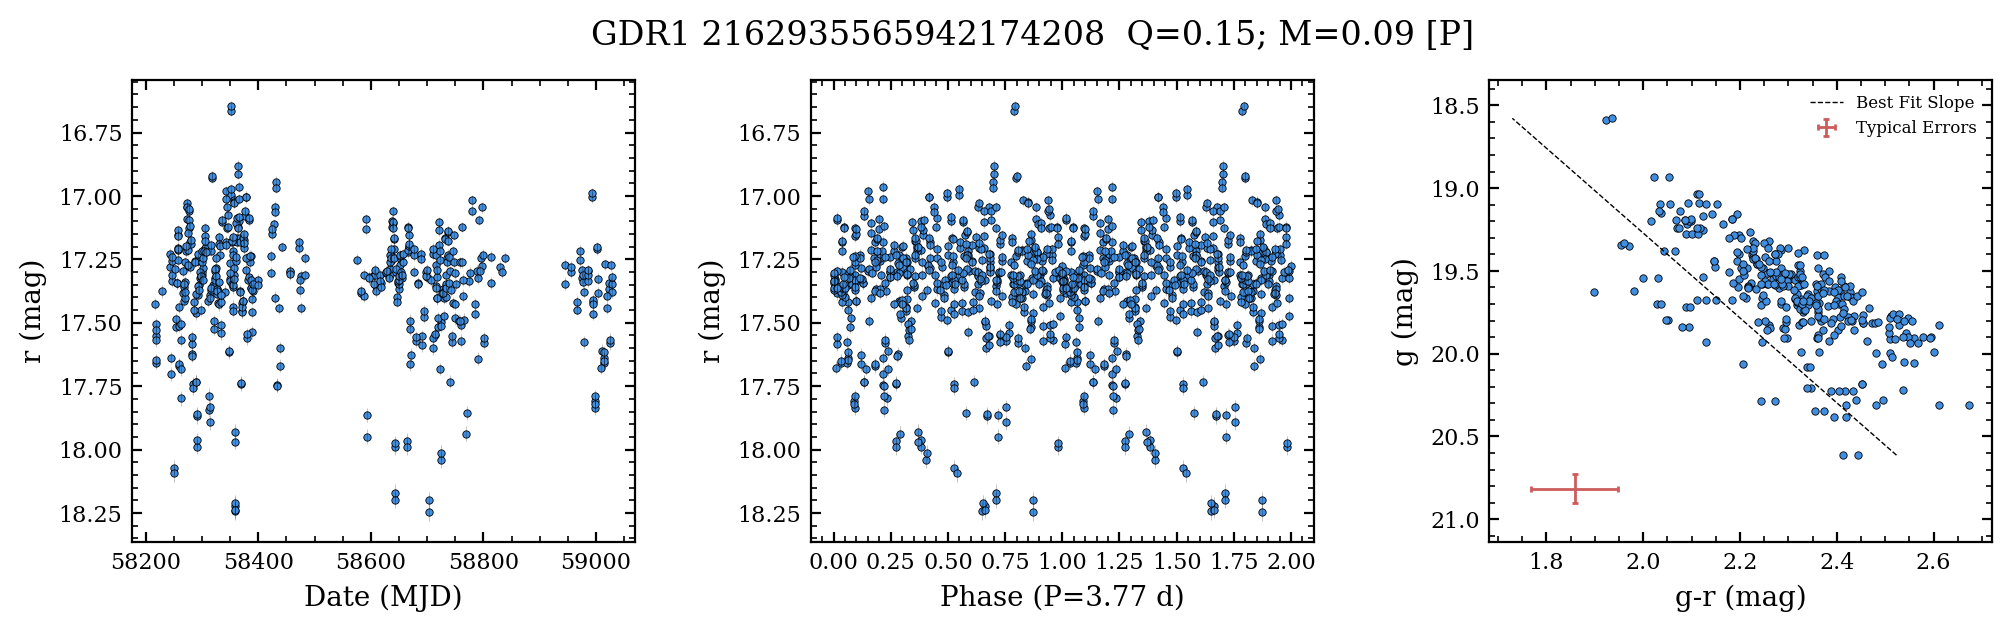 GDR1 2162935565942174208 Q=0.15; M=0.09 [P]
r (mag)
16.75
17.00
17.25
17.50
17.75
18.00
18.25
58200 58400 58600 58800 59000
Date (MJD)
r (mag)
16.75
17.00
17.25
17.50
17.75
18.00
18.25
0.00 0.25 0.50 0.75 1.00 1.25 1.50 1.75 2.00
Phase (P=3.77 d)
g (mag)
18.5
19.0
19.5
20.0
20.5
21.0
Best Fit Slope
Typical Errors
1.8 2.0 2.2 2.4 2.6
g-r (mag)